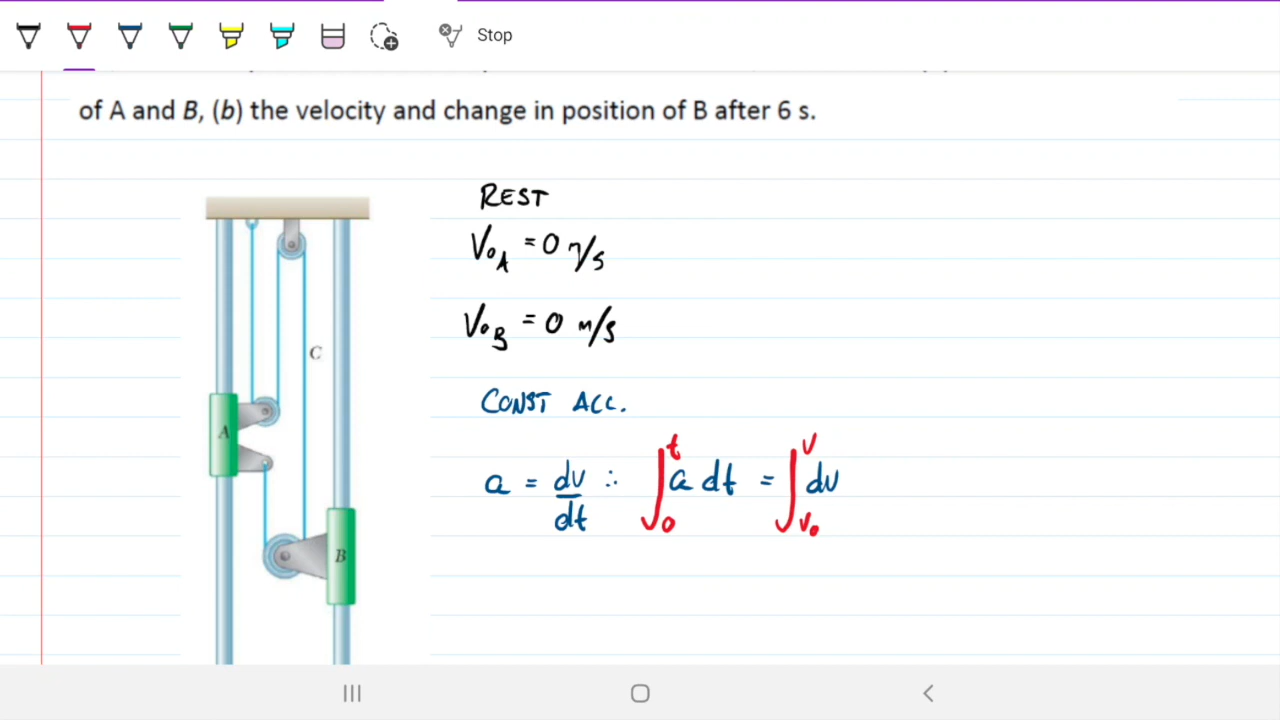 Stop
of A and B, (b) the velocity and change in position of B after 6 s.
REST
V₀A = 0 m/s
V₀B = 0 m/s
C
CONST ACC.
A
a = dv/dt ∴ ∫₀ᵗ a dt = ∫ᵥ₀ᵛ dv
B